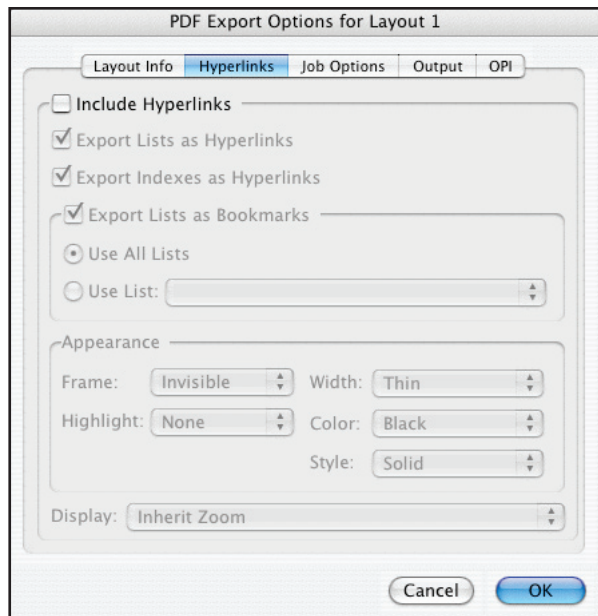 PDF Export Options for Layout 1
Layout Info Hyperlinks Job Options Output OPI
Include Hyperlinks
Export Lists as Hyperlinks
Export Indexes as Hyperlinks
Export Lists as Bookmarks
Use All Lists
Use List:
Appearance
Frame: Invisible Width: Thin
Highlight: None Color: Black
Style: Solid
Display: Inherit Zoom
Cancel OK